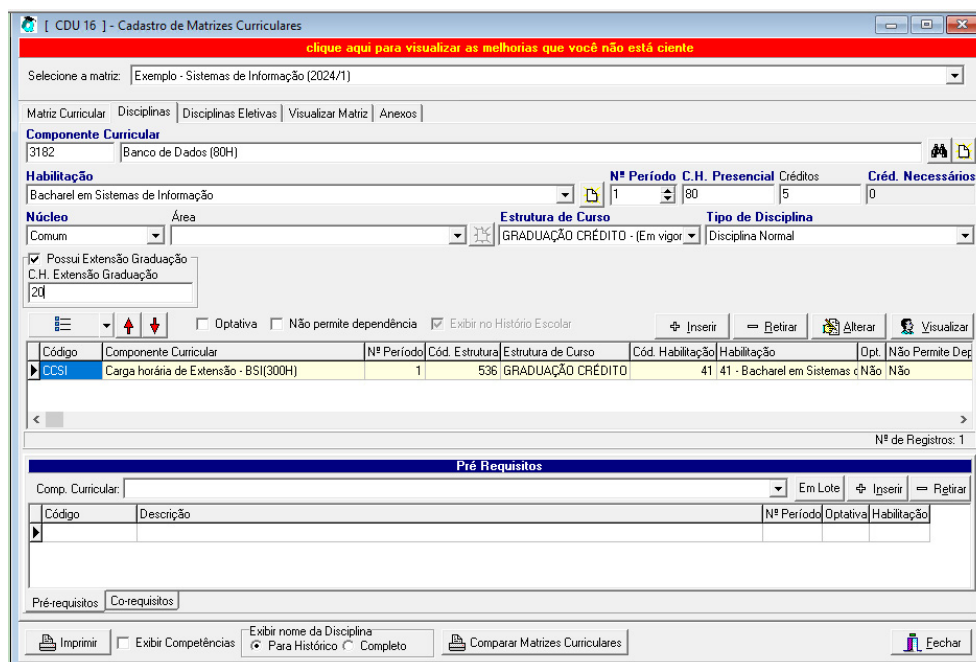 [ CDU 16 ] - Cadastro de Matrizes Curriculares
clique aqui para visualizar as melhorias que você não está ciente
Selecione a matriz: Exemplo - Sistemas de Informação (2024/1)
Matriz Curricular Disciplinas Disciplinas Eletivas Visualizar Matriz Anexos
Componente Curricular
3182 Banco de Dados (80H)
Habilitação Nº Período C.H. Presencial Créditos Créd. Necessários
Bacharel em Sistemas de Informação 1 80 5 0
Núcleo Área Estrutura de Curso Tipo de Disciplina
Comum GRADUAÇÃO CRÉDITO - (Em vigor Disciplina Normal
Possui Extensão Graduação
C.H. Extensão Graduação
20
Optativa Não permite dependência Exibir no Histório Escolar Inserir Retirar Alterar Visualizar
Código Componente Curricular Nº Período Cód. Estrutura Estrutura de Curso Cód. Habilitação Habilitação Opt. Não Permite Dep
CCSI Carga horária de Extensão - BSI(300H) 1 536 GRADUAÇÃO CRÉDITO 41 41 - Bacharel em Sistemas d Não Não
Nº de Registros: 1
Pré Requisitos
Comp. Curricular: Em Lote Inserir Retirar
Código Descrição Nº Período Optativa Habilitação
Pré-requisitos Co-requisitos
Imprimir Exibir Competências Exibir nome da Disciplina Para Histórico Completo Comparar Matrizes Curriculares Fechar